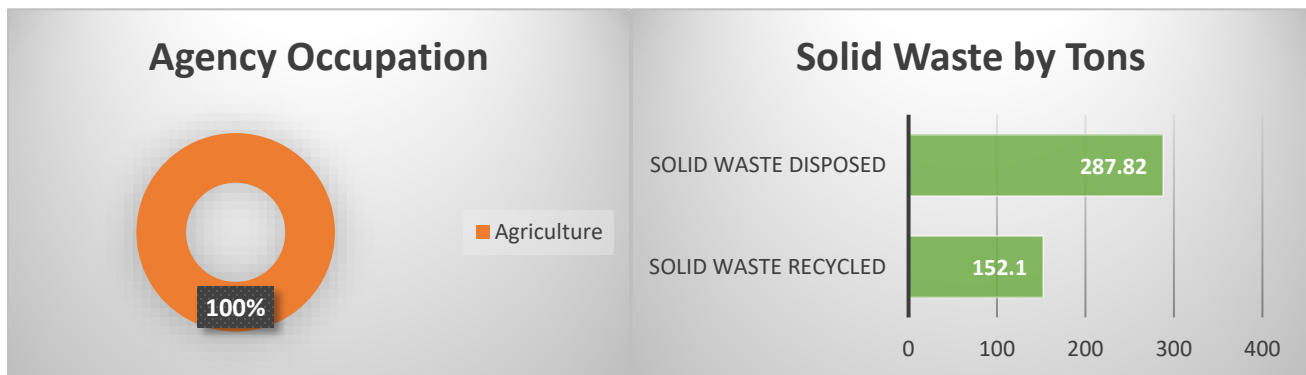 Agency Occupation
Agriculture
100%
Solid Waste by Tons
SOLID WASTE DISPOSED
287.82
SOLID WASTE RECYCLED
152.1
0 100 200 300 400